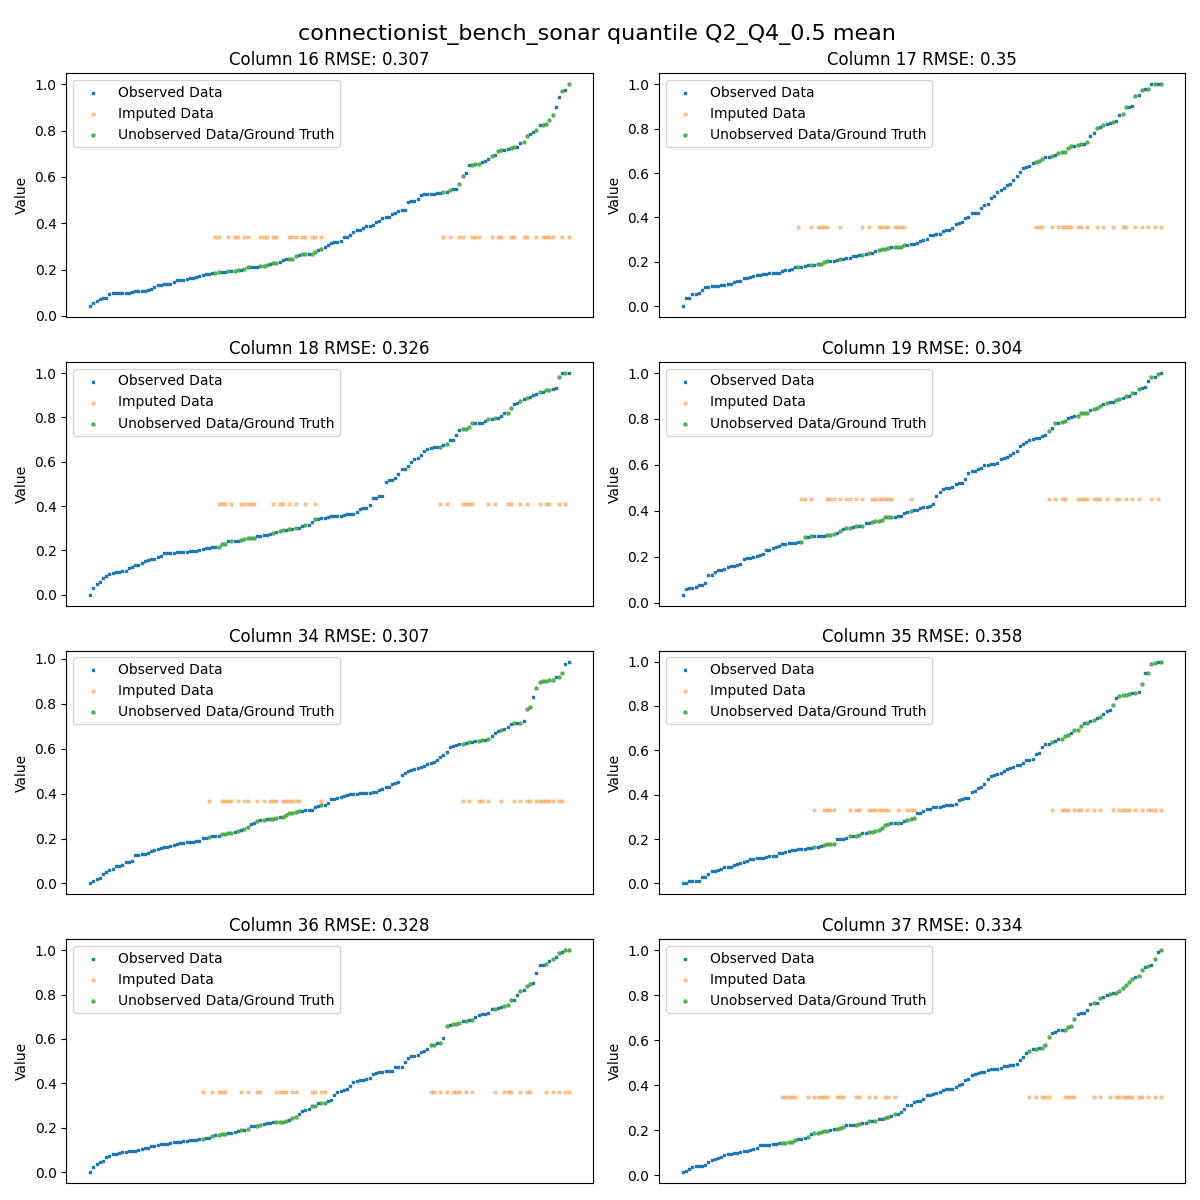 connectionist_bench_sonar quantile Q2_Q4_0.5 mean
Column 16 RMSE: 0.307
Observed Data
Imputed Data
Unobserved Data/Ground Truth
Value
1.0
0.8
0.6
0.4
0.2
0.0
Column 17 RMSE: 0.35
Observed Data
Imputed Data
Unobserved Data/Ground Truth
Value
1.0
0.8
0.6
0.4
0.2
0.0
Column 18 RMSE: 0.326
Observed Data
Imputed Data
Unobserved Data/Ground Truth
Value
1.0
0.8
0.6
0.4
0.2
0.0
Column 19 RMSE: 0.304
Observed Data
Imputed Data
Unobserved Data/Ground Truth
Value
1.0
0.8
0.6
0.4
0.2
0.0
Column 34 RMSE: 0.307
Observed Data
Imputed Data
Unobserved Data/Ground Truth
Value
1.0
0.8
0.6
0.4
0.2
0.0
Column 35 RMSE: 0.358
Observed Data
Imputed Data
Unobserved Data/Ground Truth
Value
1.0
0.8
0.6
0.4
0.2
0.0
Column 36 RMSE: 0.328
Observed Data
Imputed Data
Unobserved Data/Ground Truth
Value
1.0
0.8
0.6
0.4
0.2
0.0
Column 37 RMSE: 0.334
Observed Data
Imputed Data
Unobserved Data/Ground Truth
Value
1.0
0.8
0.6
0.4
0.2
0.0